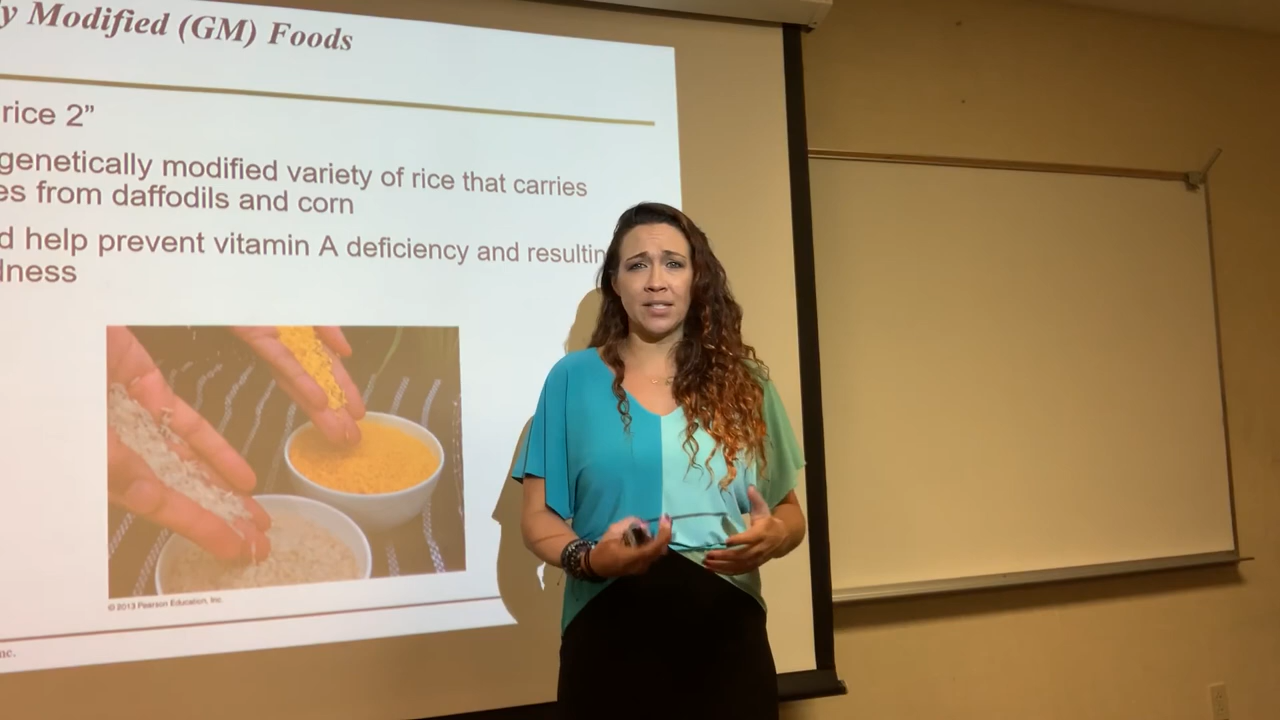 y Modified (GM) Foods
rice 2”
genetically modified variety of rice that carries
es from daffodils and corn
d help prevent vitamin A deficiency and resultin
dness
© 2013 Pearson Education, Inc.
nc.